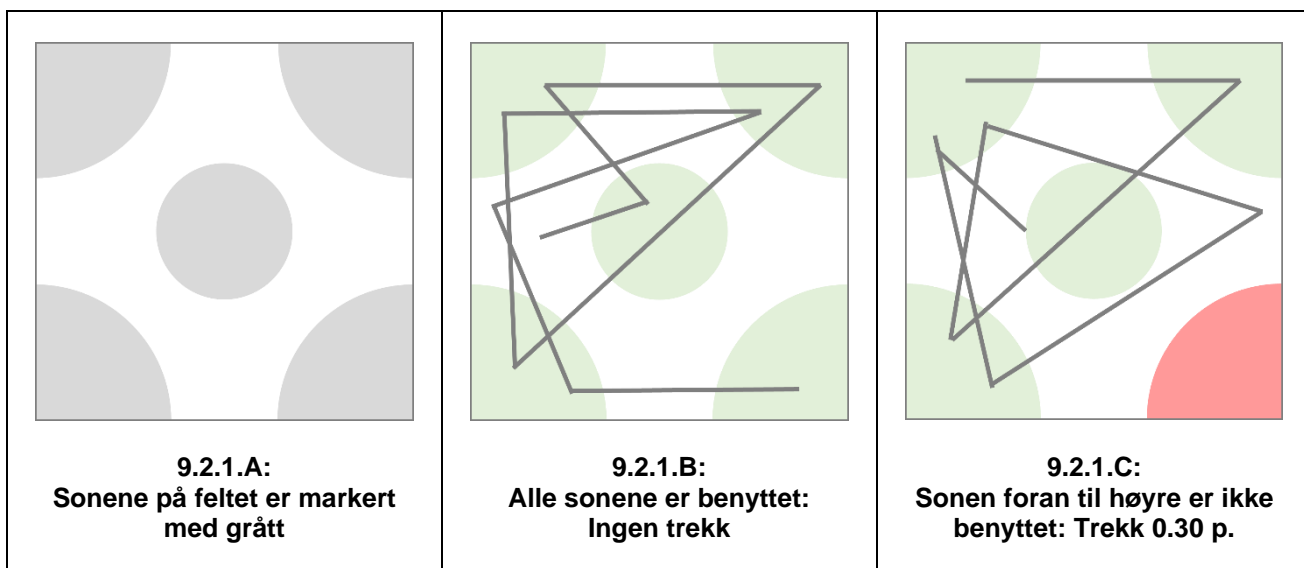 9.2.1.A:
Sonene på feltet er markert
med grått
9.2.1.B:
Alle sonene er benyttet:
Ingen trekk
9.2.1.C:
Sonen foran til høyre er ikke
benyttet: Trekk 0.30 p.